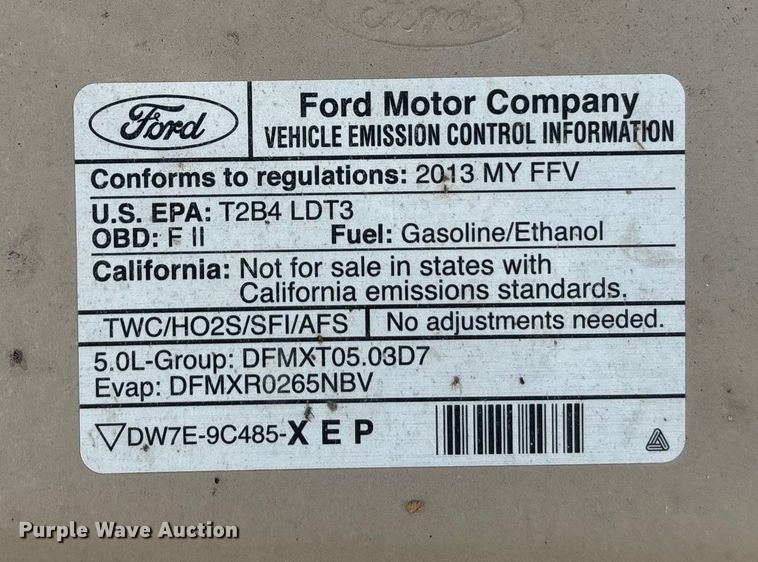 Ford
Ford
Ford Motor Company
VEHICLE EMISSION CONTROL INFORMATION
Conforms to regulations: 2013 MY FFV
U.S. EPA: T2B4 LDT3
OBD: F II Fuel: Gasoline/Ethanol
California: Not for sale in states with
California emissions standards.
TWC/HO2S/SFI/AFS No adjustments needed.
5.0L-Group: DFMXT05.03D7
Evap: DFMXR0265NBV
DW7E-9C485-XEP
Purple Wave Auction